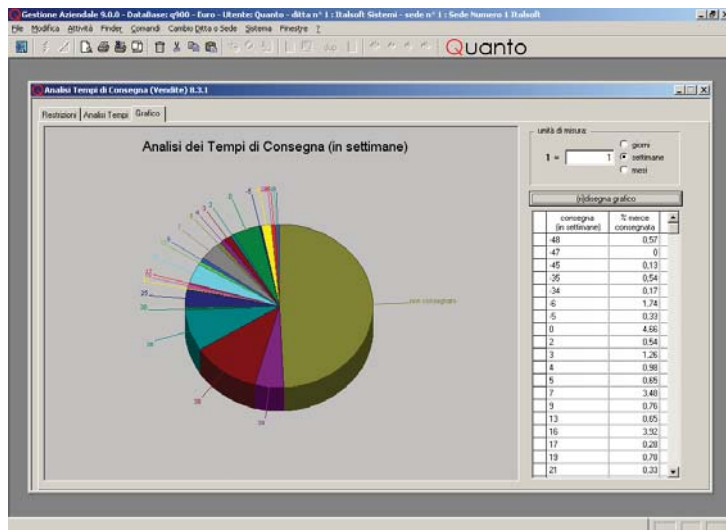 Gestione Aziendale 9.0.0 - DataBase: q900 - Euro - Utente: Quanto - ditta n° 1 : Italsoft Sistemi - sede n° 1 : Sede Numero 1 Italsoft
File Modifica Attività Finder Comandi Cambio Ditta o Sede Sistema Finestre ?
Quanto
Analisi Tempi di Consegna (Vendite) 8.3.1
Restrizioni Analisi Tempi Grafico
Analisi dei Tempi di Consegna (in settimane)
non consegnato
unità di misura:
1 = 1
giorni
settimane
mesi
(ri)disegna grafico
consegna (in settimane) % merce consegnata
-48 0,57
-47 0
-45 0,13
-35 0,54
-34 0,17
-6 1,74
-5 0,33
0 4,66
2 0,54
3 1,26
4 0,98
5 0,65
7 3,48
9 0,76
13 0,65
16 3,92
17 0,28
19 0,78
21 0,33